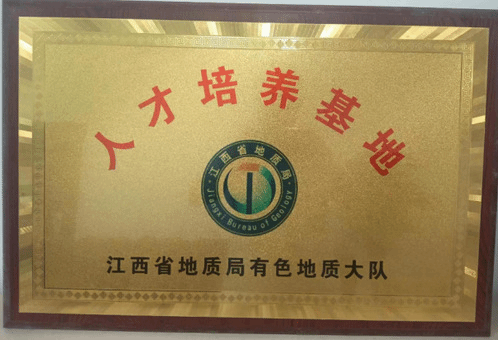 人才培养基地
·江西省地质局·
Jiangxi Bureau of Geology
江西省地质局有色地质大队